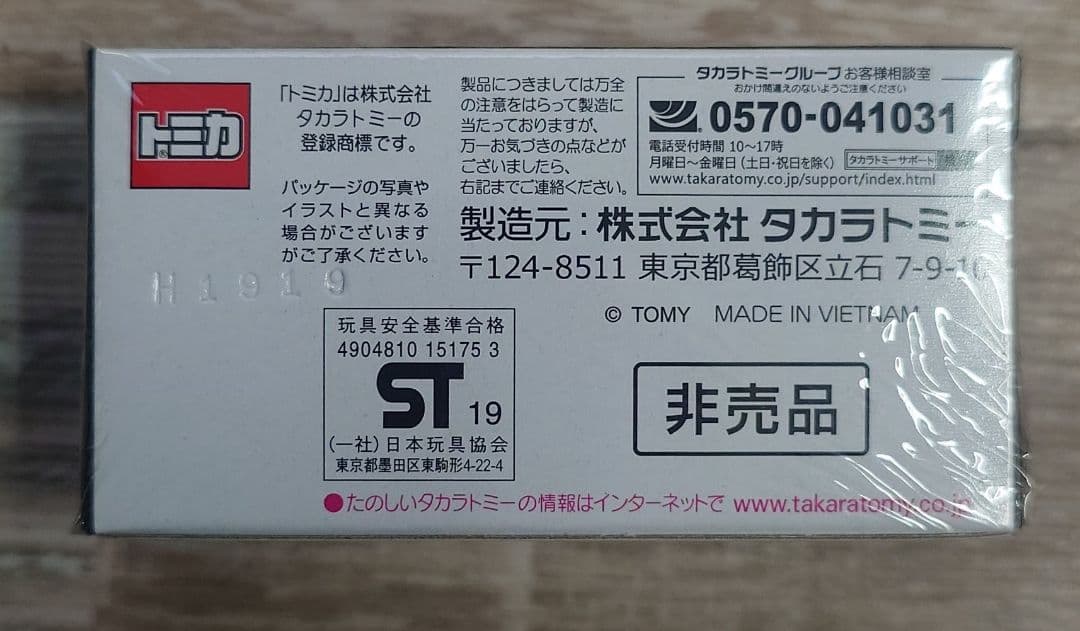 トミカ®
「トミカ」は株式会社
タカラトミーの
登録商標です。
パッケージの写真や
イラストと異なる
場合がございます
がご了承ください。
H1919
製品につきましては万全
の注意をはらって製造に
当たっておりますが、
万一お気づきの点などが
ございましたら、
右記までご連絡ください。
タカラトミーグループ お客様相談室
おかけ間違えのないようご注意ください
0570-041031
電話受付時間 10〜17時
月曜日〜金曜日 (土日・祝日を除く) タカラトミーサポート
www.takaratomy.co.jp/support/index.html
製造元:株式会社 タカラトミー
〒124-8511 東京都葛飾区立石 7-9-10
© TOMY MADE IN VIETNAM
玩具安全基準合格
4904810 15175 3
ST 19
(一社)日本玩具協会
東京都墨田区東駒形4-22-4
非売品
●たのしいタカラトミーの情報はインターネットで www.takaratomy.co.jp